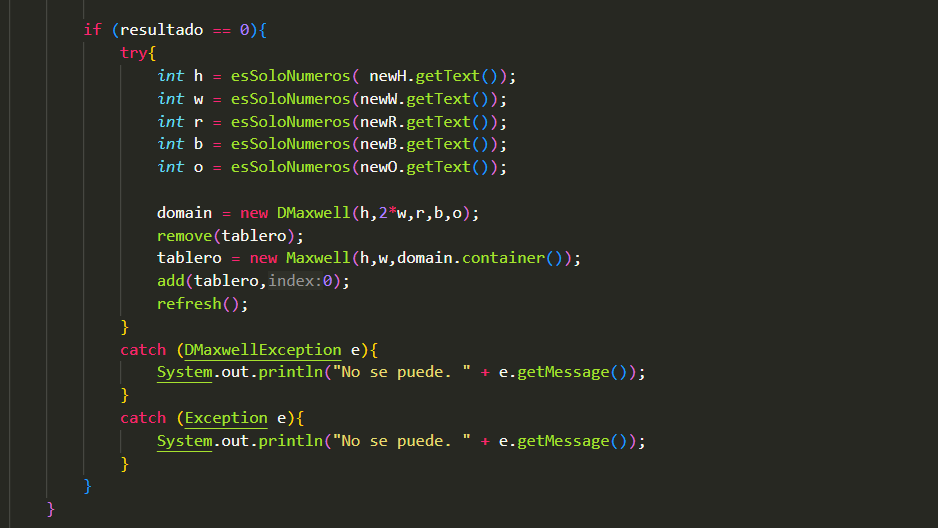 if (resultado == 0){
try{
int h = esSoloNumeros( newH.getText());
int w = esSoloNumeros(newW.getText());
int r = esSoloNumeros(newR.getText());
int b = esSoloNumeros(newB.getText());
int o = esSoloNumeros(newO.getText());
domain = new DMaxwell(h,2*w,r,b,o);
remove(tablero);
tablero = new Maxwell(h,w,domain.container());
add(tablero,index:0);
refresh();
}
catch (DMaxwellException e){
System.out.println("No se puede. " + e.getMessage());
}
catch (Exception e){
System.out.println("No se puede. " + e.getMessage());
}
}
}